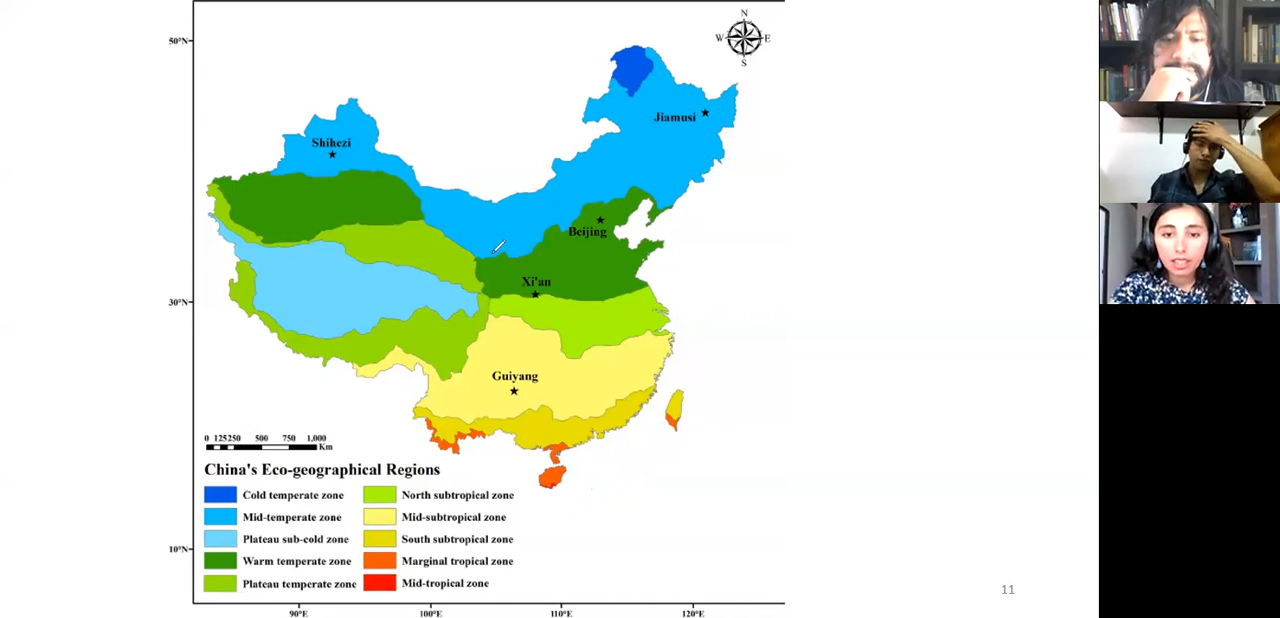 N
W E
S
50°N
Jiamusi
Shihezi
Beijing
Xi'an
30°N
Guiyang
0 125250 500 750 1,000
Km
China's Eco-geographical Regions
Cold temperate zone
North subtropical zone
Mid-temperate zone
Mid-subtropical zone
Plateau sub-cold zone
South subtropical zone
Warm temperate zone
Marginal tropical zone
Plateau temperate zone
Mid-tropical zone
10°N
11
90°E 100°E 110°E 120°E